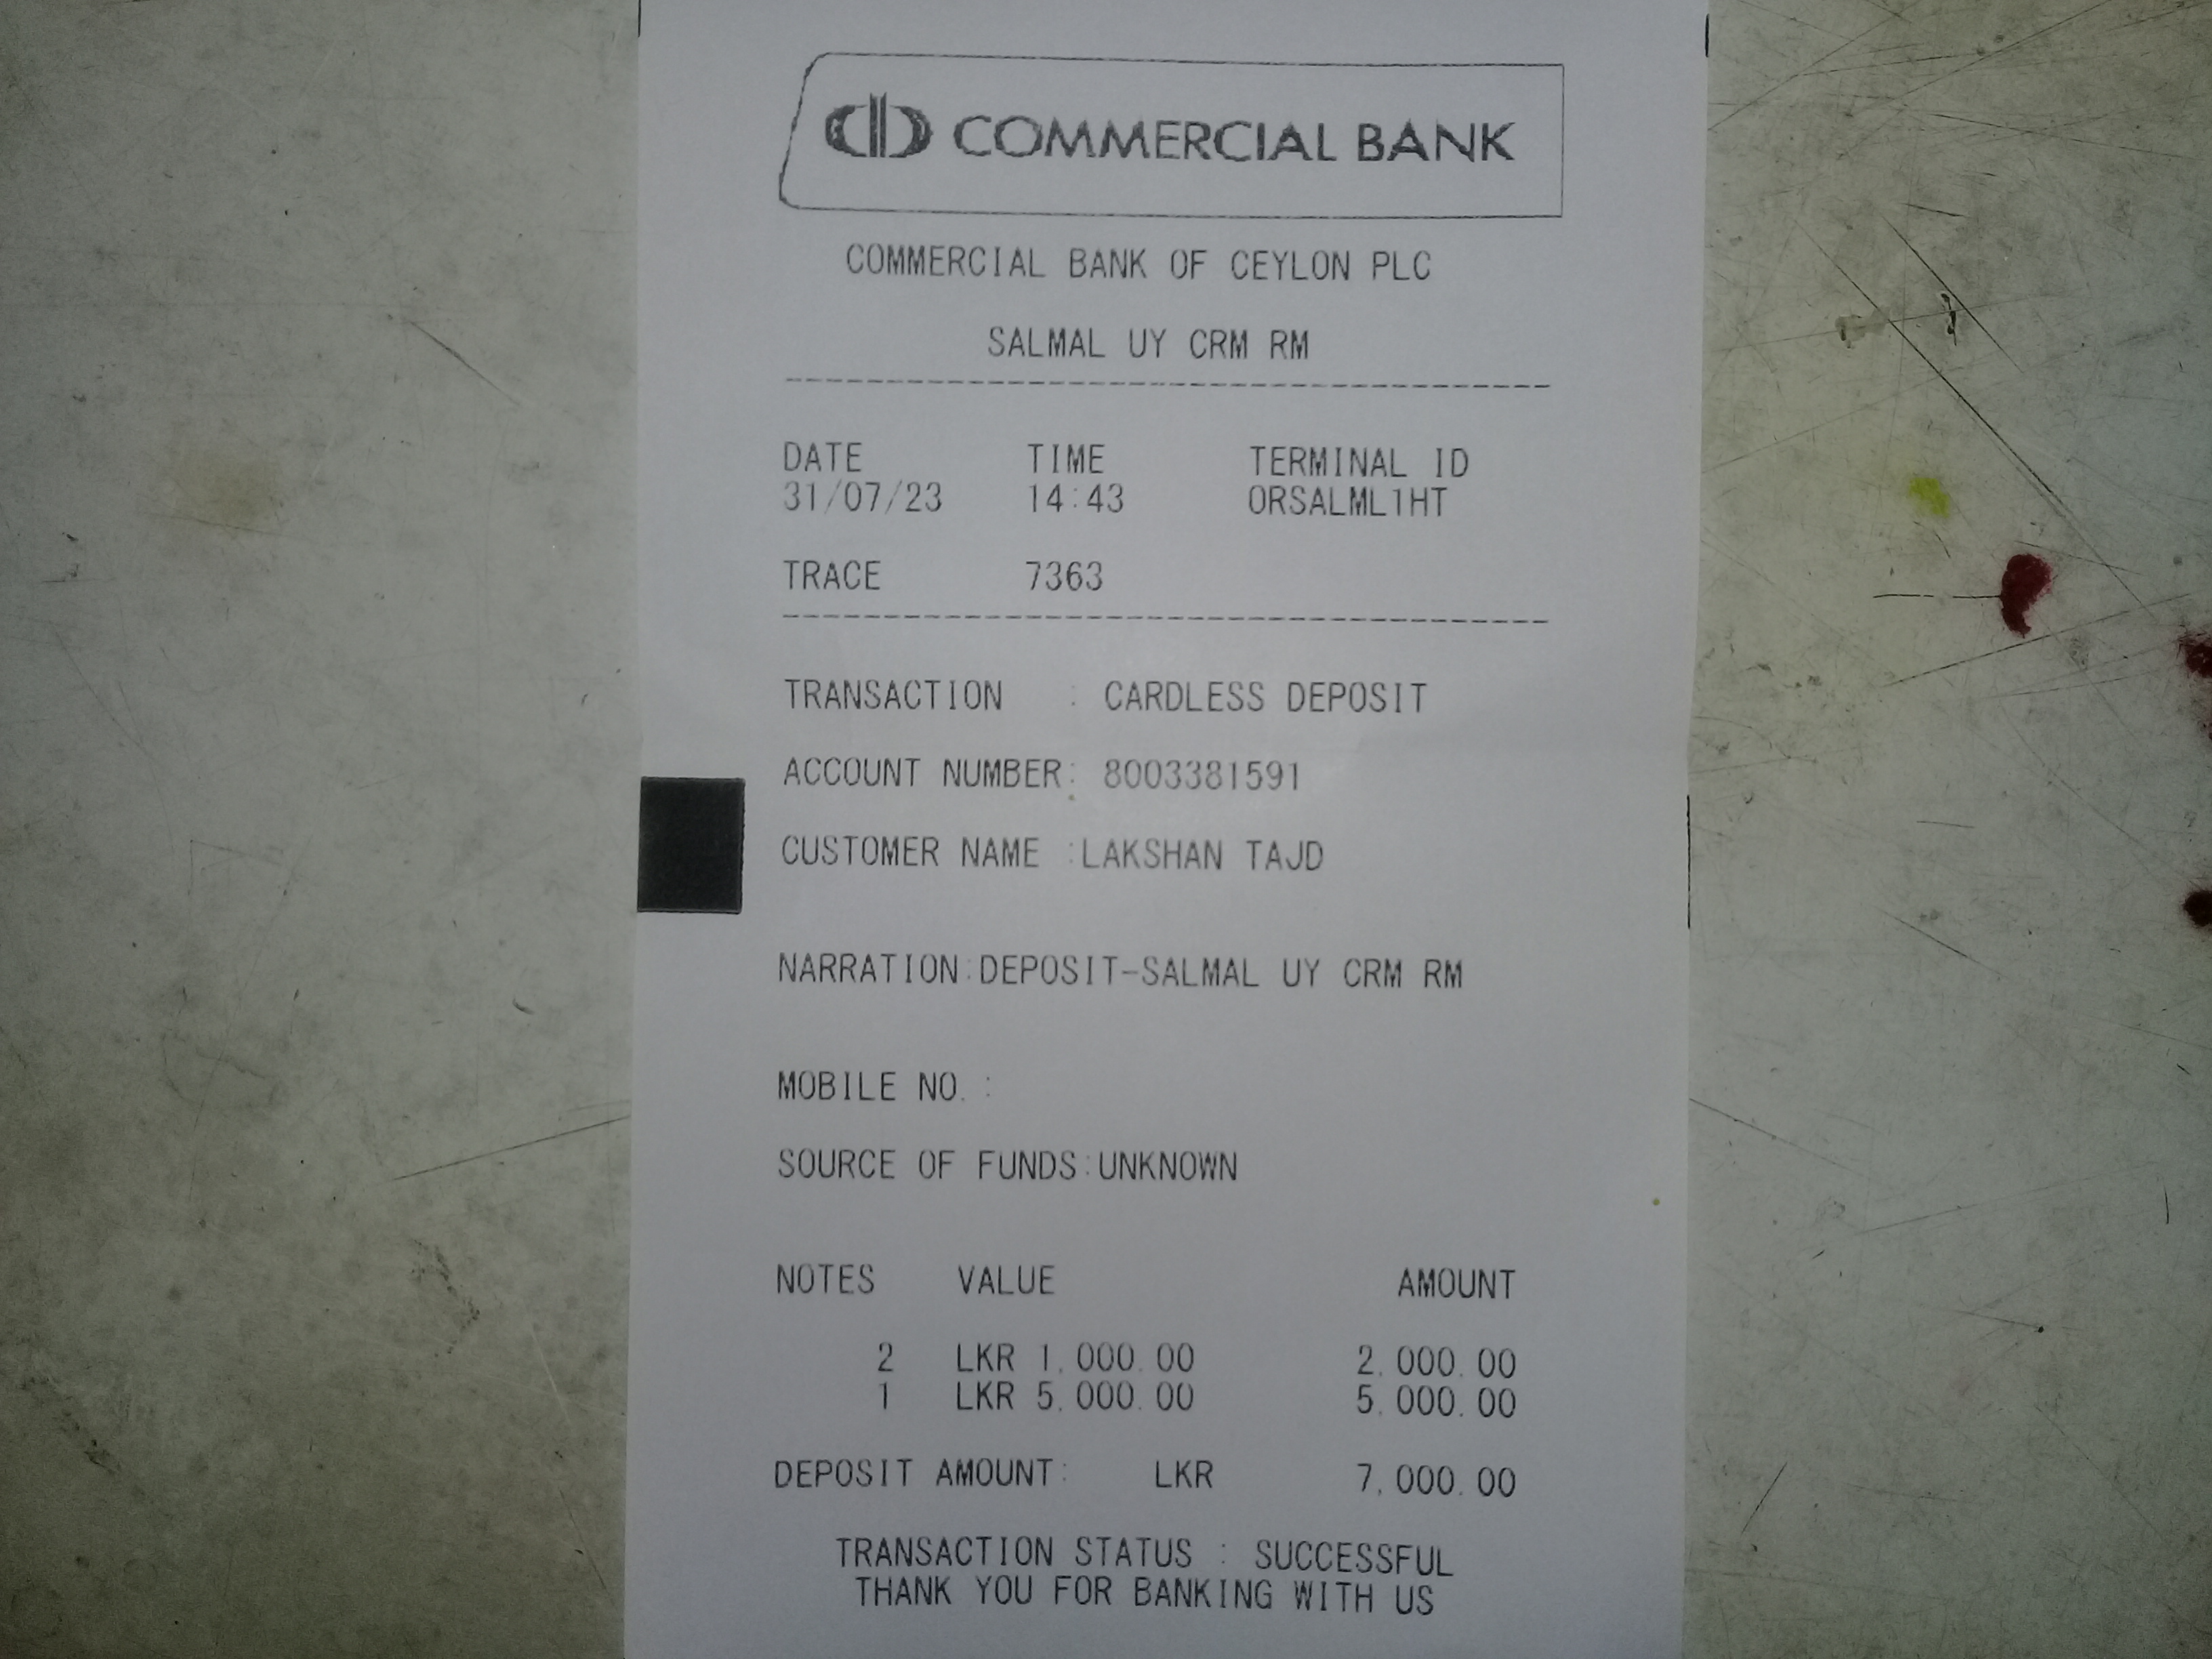 COMMERCIAL BANK
COMMERCIAL BANK OF CEYLON PLC
SALMAL UY CRM RM
DATE TIME TERMINAL ID
31/07/23 14:43 ORSALML1HT
TRACE 7363
TRANSACTION : CARDLESS DEPOSIT
ACCOUNT NUMBER: 8003381591
CUSTOMER NAME :LAKSHAN TAJD
NARRATION:DEPOSIT-SALMAL UY CRM RM
MOBILE NO. :
SOURCE OF FUNDS:UNKNOWN
NOTES VALUE AMOUNT
2 LKR 1,000.00 2,000.00
1 LKR 5,000.00 5,000.00
DEPOSIT AMOUNT: LKR 7,000.00
TRANSACTION STATUS : SUCCESSFUL
THANK YOU FOR BANKING WITH US